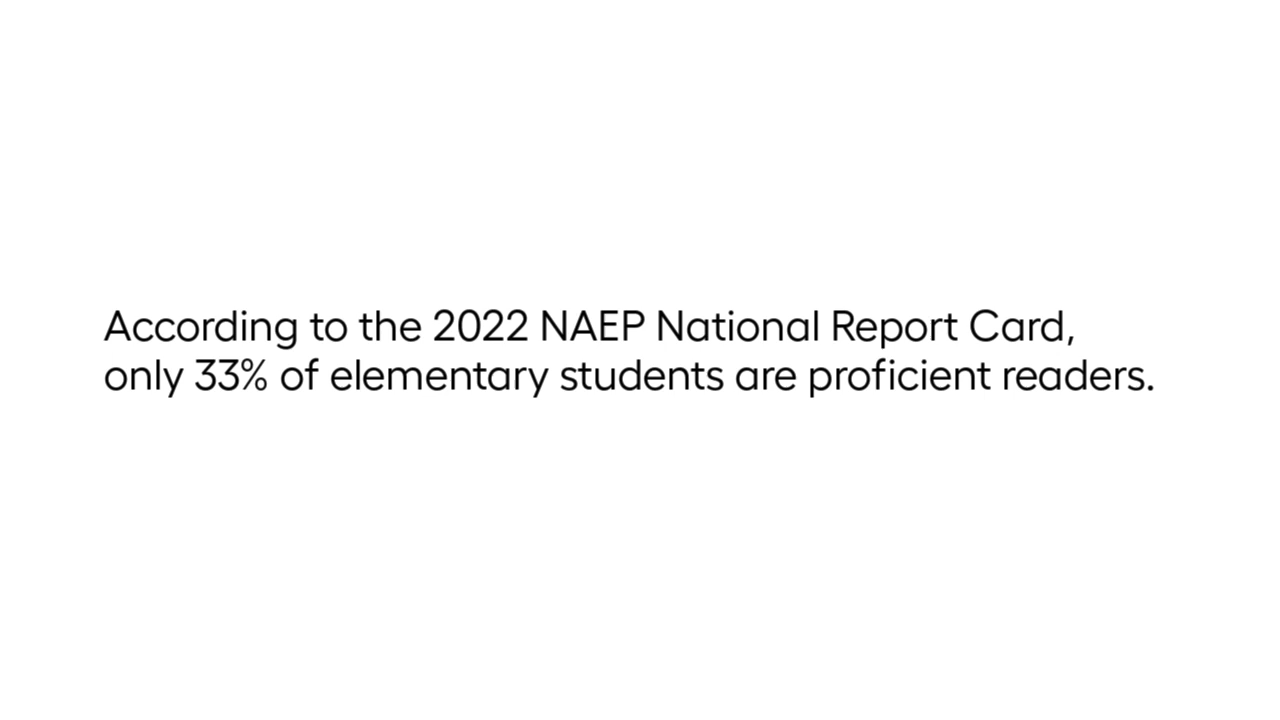 According to the 2022 NAEP National Report Card,
only 33% of elementary students are proficient readers.